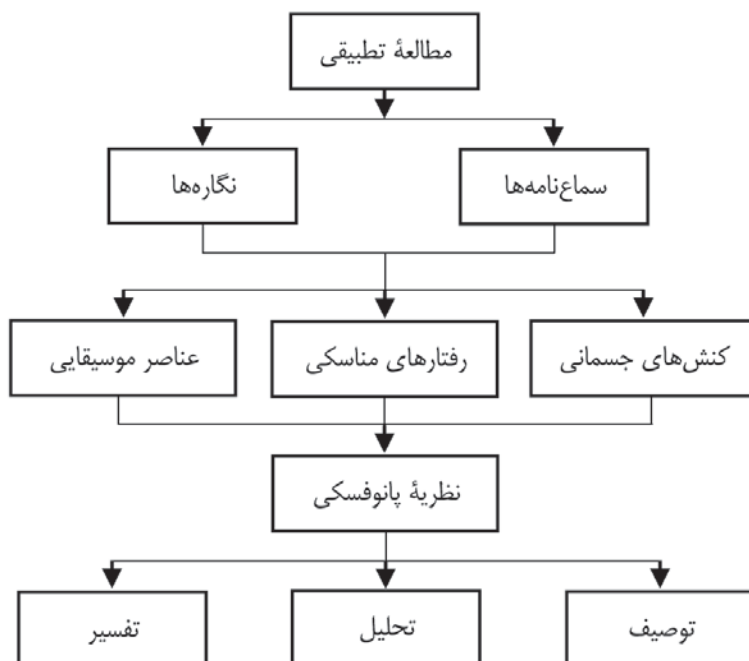 مطالعهٔ تطبیقی
سماع‌نامه‌ها
نگاره‌ها
کنش‌های جسمانی
رفتارهای مناسکی
عناصر موسیقایی
نظریهٔ پانوفسکی
توصیف
تحلیل
تفسیر